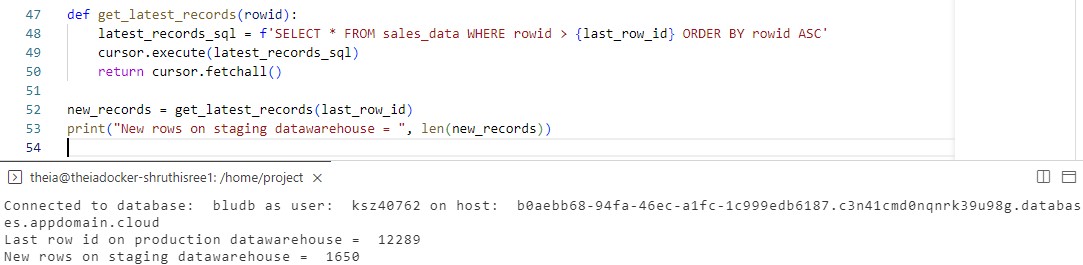 47 def get_latest_records(rowid):
48     latest_records_sql = f'SELECT * FROM sales_data WHERE rowid > {last_row_id} ORDER BY rowid ASC'
49     cursor.execute(latest_records_sql)
50     return cursor.fetchall()
51
52 new_records = get_latest_records(last_row_id)
53 print("New rows on staging datawarehouse = ", len(new_records))
54
theia@theiadocker-shruthisree1: /home/project ×
Connected to database:  bludb as user:  ksz40762 on host:  b0aebb68-94fa-46ec-a1fc-1c999edb6187.c3n41cmd0nqnrk39u98g.databas
es.appdomain.cloud
Last row id on production datawarehouse =  12289
New rows on staging datawarehouse =  1650